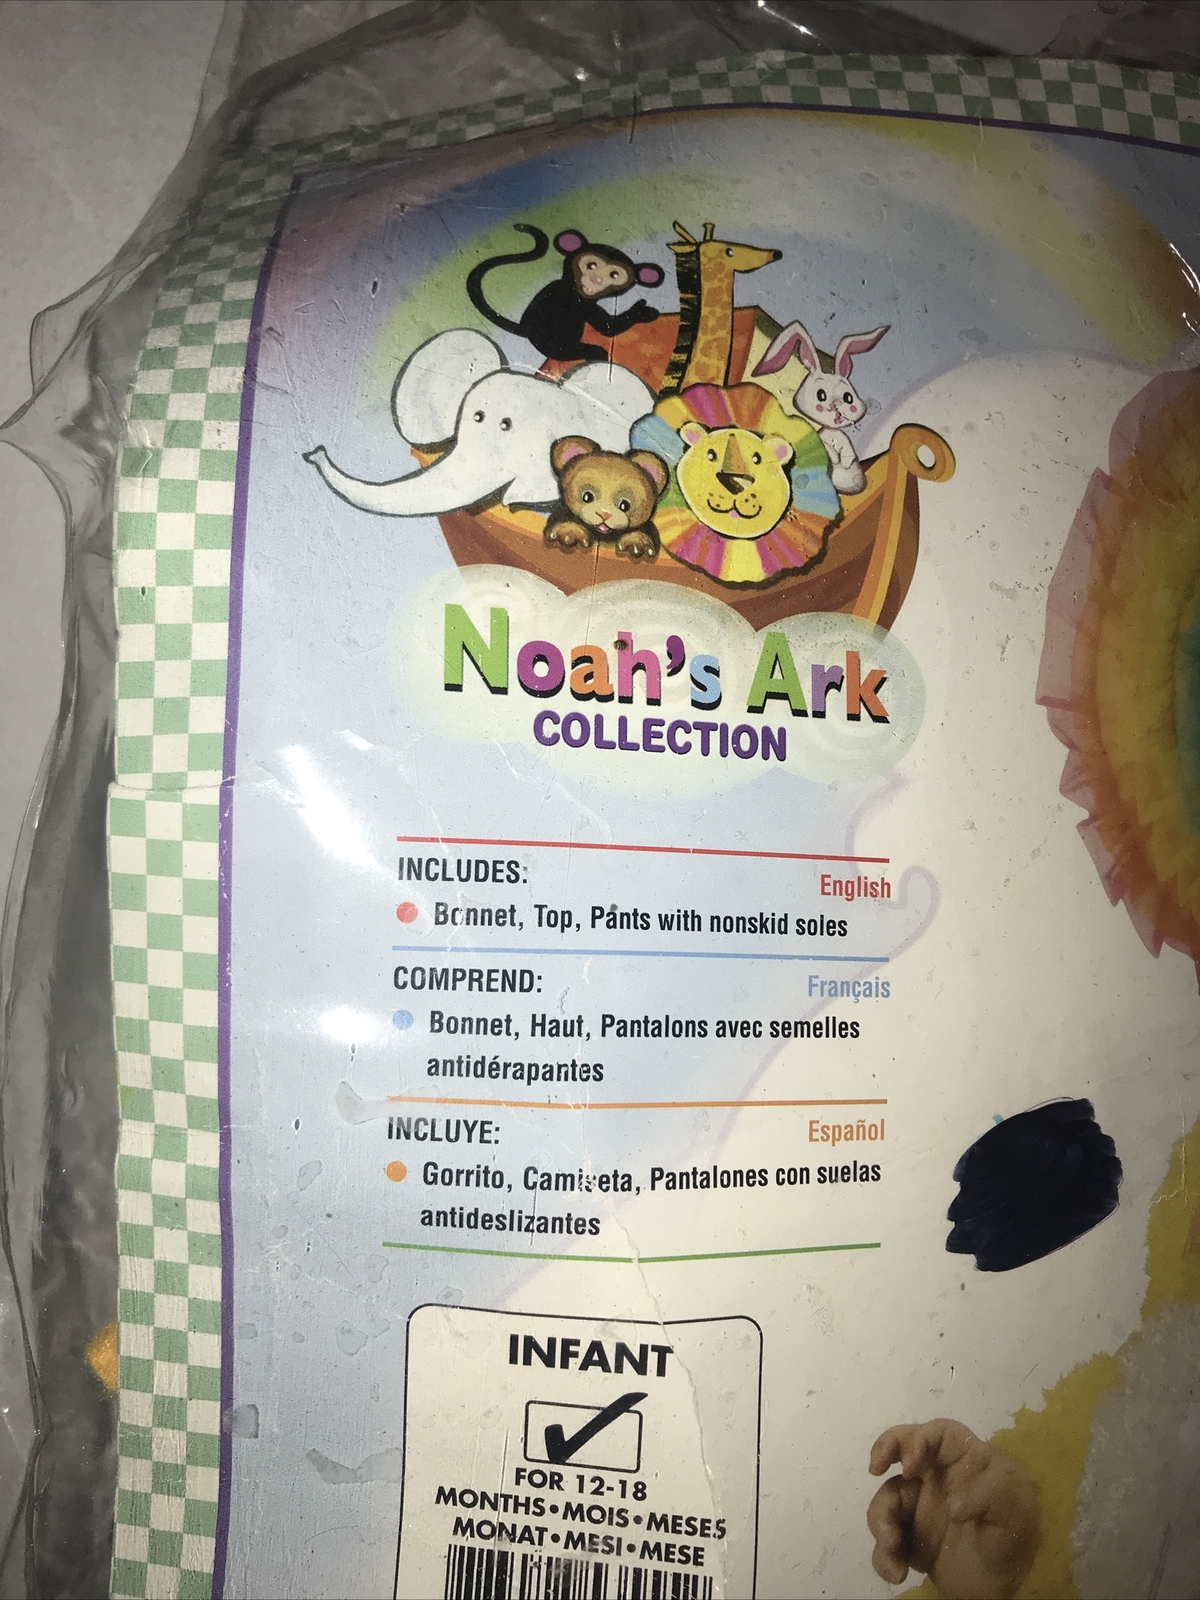 Noah's Ark
COLLECTION
INCLUDES:
English
Bonnet, Top, Pants with nonskid soles
COMPREND:
Français
Bonnet, Haut, Pantalons avec semelles
antidérapantes
INCLUYE:
Español
Gorrito, Camiseta, Pantalones con suelas
antideslizantes
INFANT
FOR 12-18
MONTHS•MOIS•MESES
MONAT•MESI•MESE